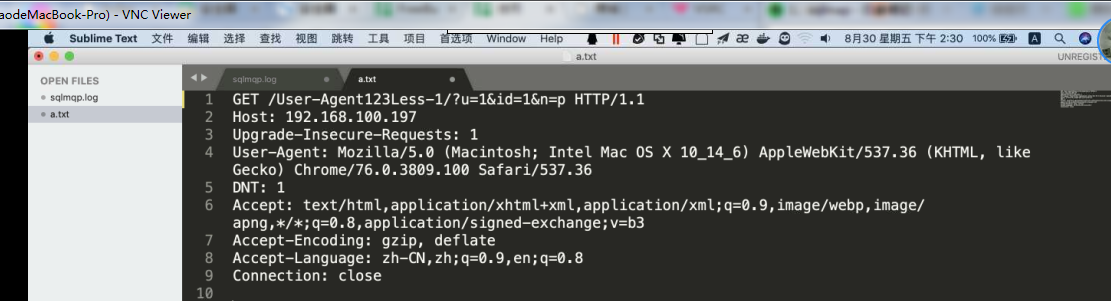 aodeMacBook-Pro) - VNC Viewer
Sublime Text 文件 编辑 选择 查找 视图 跳转 工具 项目 首选项 Window Help 8月30 星期五 下午 2:30 100% A
a.txt UNREGIST
OPEN FILES
sqlmqp.log
a.txt
sqlmqp.log a.txt
1 GET /User-Agent123Less-1/?u=1&id=1&n=p HTTP/1.1
2 Host: 192.168.100.197
3 Upgrade-Insecure-Requests: 1
4 User-Agent: Mozilla/5.0 (Macintosh; Intel Mac OS X 10_14_6) AppleWebKit/537.36 (KHTML, like
Gecko) Chrome/76.0.3809.100 Safari/537.36
5 DNT: 1
6 Accept: text/html,application/xhtml+xml,application/xml;q=0.9,image/webp,image/
apng,*/*;q=0.8,application/signed-exchange;v=b3
7 Accept-Encoding: gzip, deflate
8 Accept-Language: zh-CN,zh;q=0.9,en;q=0.8
9 Connection: close
10